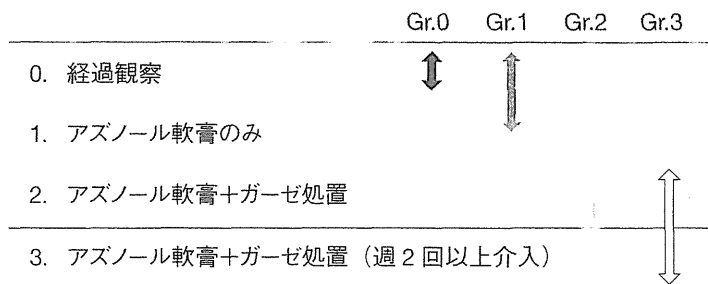 Gr.0 Gr.1 Gr.2 Gr.3
0. 経過観察
1. アズノール軟膏のみ
2. アズノール軟膏＋ガーゼ処置
3. アズノール軟膏＋ガーゼ処置（週2回以上介入）